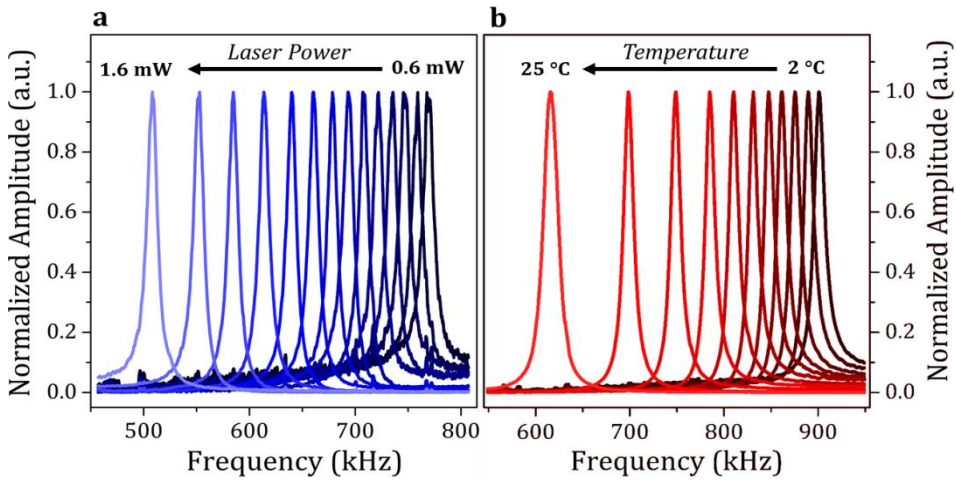 a
Laser Power
1.6 mW
0.6 mW
Normalized Amplitude (a.u.)
1.0
0.8
0.6
0.4
0.2
0.0
500
600
700
800
Frequency (kHz)
b
Temperature
25 °C
2 °C
1.0
0.8
0.6
0.4
0.2
0.0
Normalized Amplitude (a.u.)
600
700
800
900
Frequency (kHz)